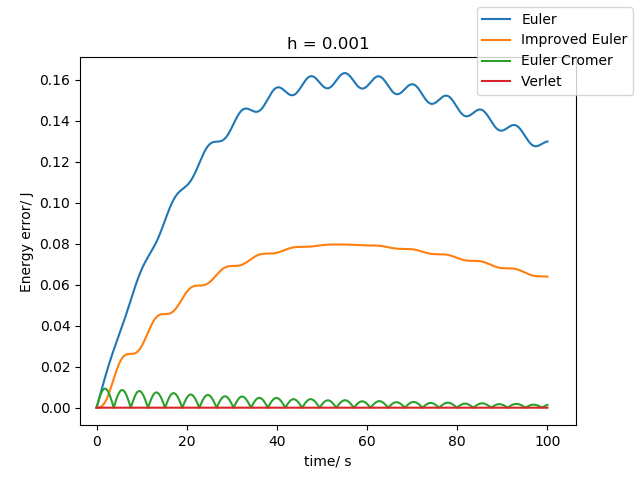 h = 0.001
Euler
Improved Euler
Euler Cromer
Verlet
Energy error/ J
0.16
0.14
0.12
0.10
0.08
0.06
0.04
0.02
0.00
0 20 40 60 80 100
time/ s